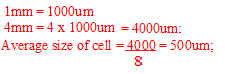 1mm = 1000um
4mm = 4 x 1000um = 4000um;
Average size of cell = 4000 = 500um;
8